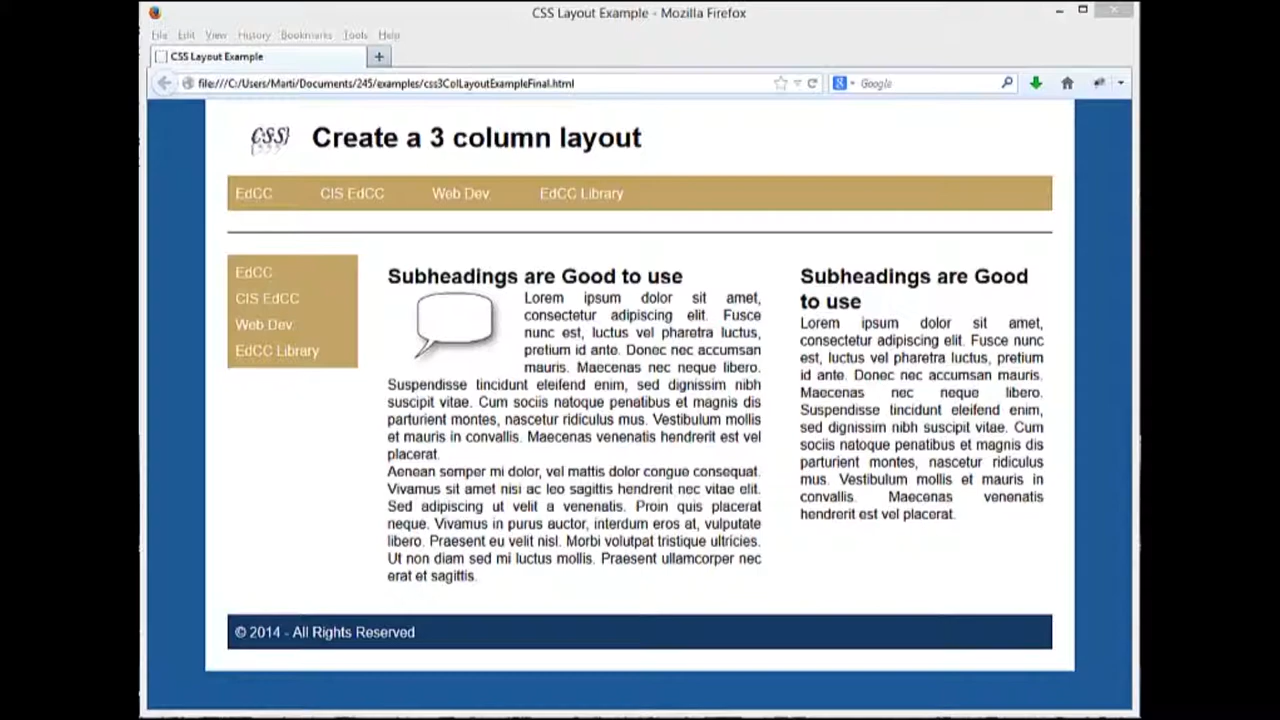 CSS Layout Example - Mozilla Firefox
File Edit View History Bookmarks Tools Help
CSS Layout Example +
file:///C:/Users/Marti/Documents/245/examples/css3ColLayoutExampleFinal.html
8 Google
CSS}
Create a 3 column layout
EdCC CIS EdCC Web Dev EdCC Library
EdCC
CIS EdCC
Web Dev
EdCC Library
Subheadings are Good to use
Lorem ipsum dolor sit amet,
consectetur adipiscing elit. Fusce
nunc est, luctus vel pharetra luctus,
pretium id ante. Donec nec accumsan
mauris. Maecenas nec neque libero.
Suspendisse tincidunt eleifend enim, sed dignissim nibh
suscipit vitae. Cum sociis natoque penatibus et magnis dis
parturient montes, nascetur ridiculus mus. Vestibulum mollis
et mauris in convallis. Maecenas venenatis hendrerit est vel
placerat.
Aenean semper mi dolor, vel mattis dolor congue consequat.
Vivamus sit amet nisi ac leo sagittis hendrerit nec vitae elit.
Sed adipiscing ut velit a venenatis. Proin quis placerat
neque. Vivamus in purus auctor, interdum eros at, vulputate
libero. Praesent eu velit nisl. Morbi volutpat tristique ultricies.
Ut non diam sed mi luctus mollis. Praesent ullamcorper nec
erat et sagittis.
Subheadings are Good
to use
Lorem ipsum dolor sit amet,
consectetur adipiscing elit. Fusce nunc
est, luctus vel pharetra luctus, pretium
id ante. Donec nec accumsan mauris.
Maecenas nec neque libero.
Suspendisse tincidunt eleifend enim,
sed dignissim nibh suscipit vitae. Cum
sociis natoque penatibus et magnis dis
parturient montes, nascetur ridiculus
mus. Vestibulum mollis et mauris in
convallis. Maecenas venenatis
hendrerit est vel placerat.
© 2014 - All Rights Reserved